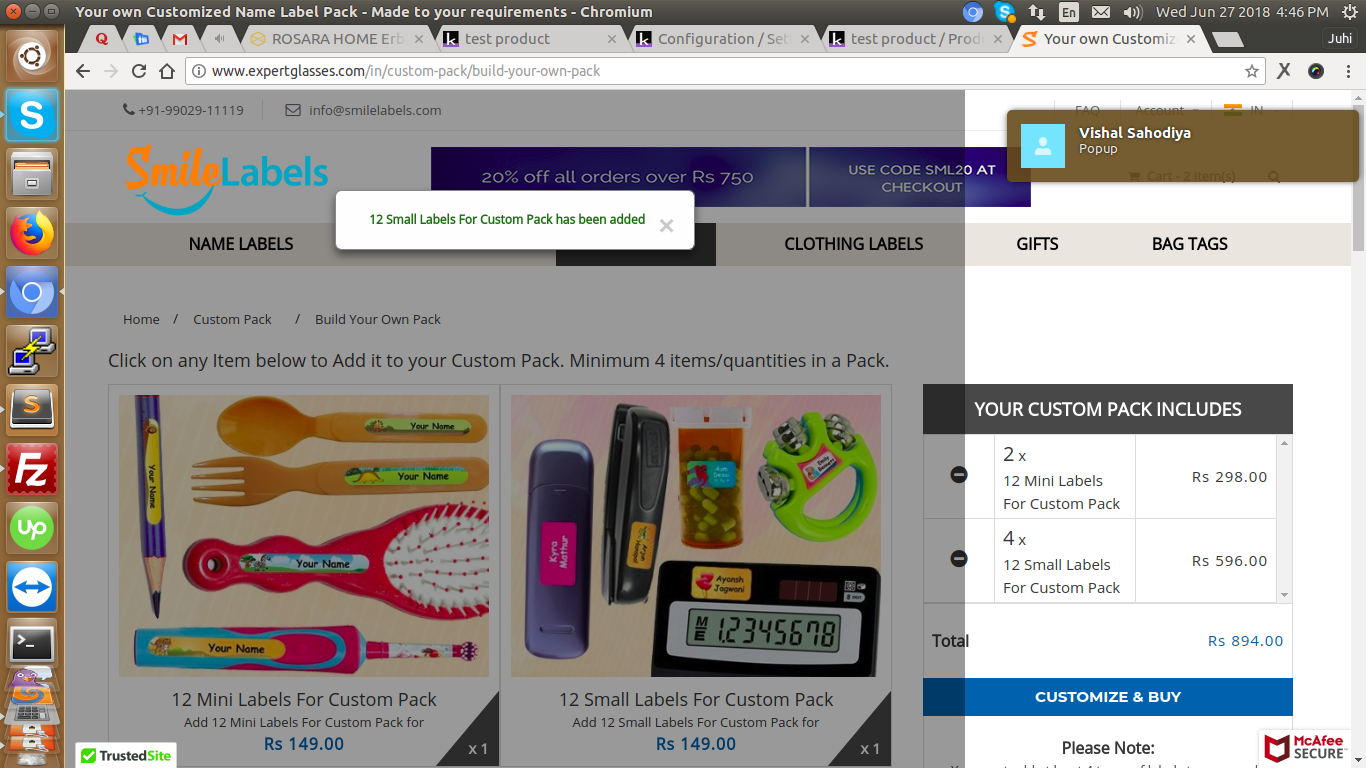 Your own Customized Name Label Pack - Made to your requirements - Chromium
En
Wed Jun 27 2018 4:46 PM
ROSARA HOME Erb
test product
Configuration / Set
test product / Prod
Your own Customiz
Juhi
www.expertglasses.com/in/custom-pack/build-your-own-pack
+91-99029-11119
info@smilelabels.com
FAQ
Account
IN
Vishal Sahodiya
Popup
SmileLabels
20% off all orders over Rs 750
USE CODE SML20 AT
CHECKOUT
Cart - 2 item(s)
12 Small Labels For Custom Pack has been added
NAME LABELS
CLOTHING LABELS
GIFTS
BAG TAGS
Home / Custom Pack / Build Your Own Pack
Click on any Item below to Add it to your Custom Pack. Minimum 4 items/quantities in a Pack.
Your Name
Your Name
Your Name
Your Name
Your Name
Kyra
Mathur
Ayansh
Jagwani
M
E
12345678
12 Mini Labels For Custom Pack
Add 12 Mini Labels For Custom Pack for
Rs 149.00
x 1
12 Small Labels For Custom Pack
Add 12 Small Labels For Custom Pack for
Rs 149.00
x 1
YOUR CUSTOM PACK INCLUDES
2 x
12 Mini Labels
For Custom Pack
Rs 298.00
4 x
12 Small Labels
For Custom Pack
Rs 596.00
Total
Rs 894.00
CUSTOMIZE & BUY
Please Note:
TrustedSite
McAfee
SECURE